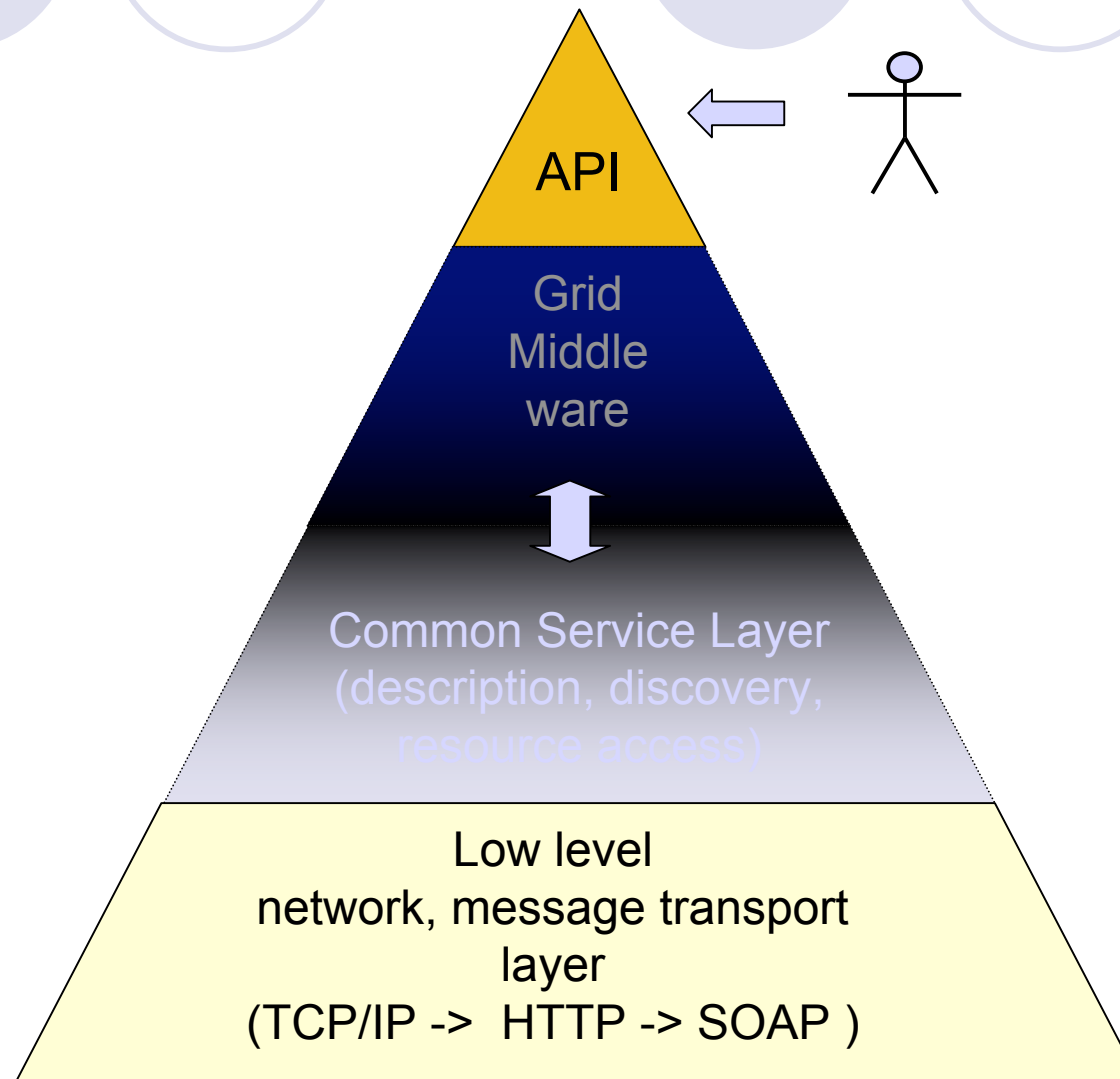 API
Grid
Middle
ware
Common Service Layer
(description, discovery,
resource access)
Low level
network, message transport
layer
(TCP/IP -> HTTP -> SOAP )